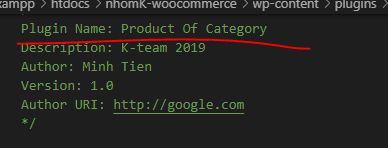 xampp > htdocs > nhomK-woocommerce > wp-content > plugins >
Plugin Name: Product Of Category
Description: K-team 2019
Author: Minh Tien
Version: 1.0
Author URI: http://google.com
*/